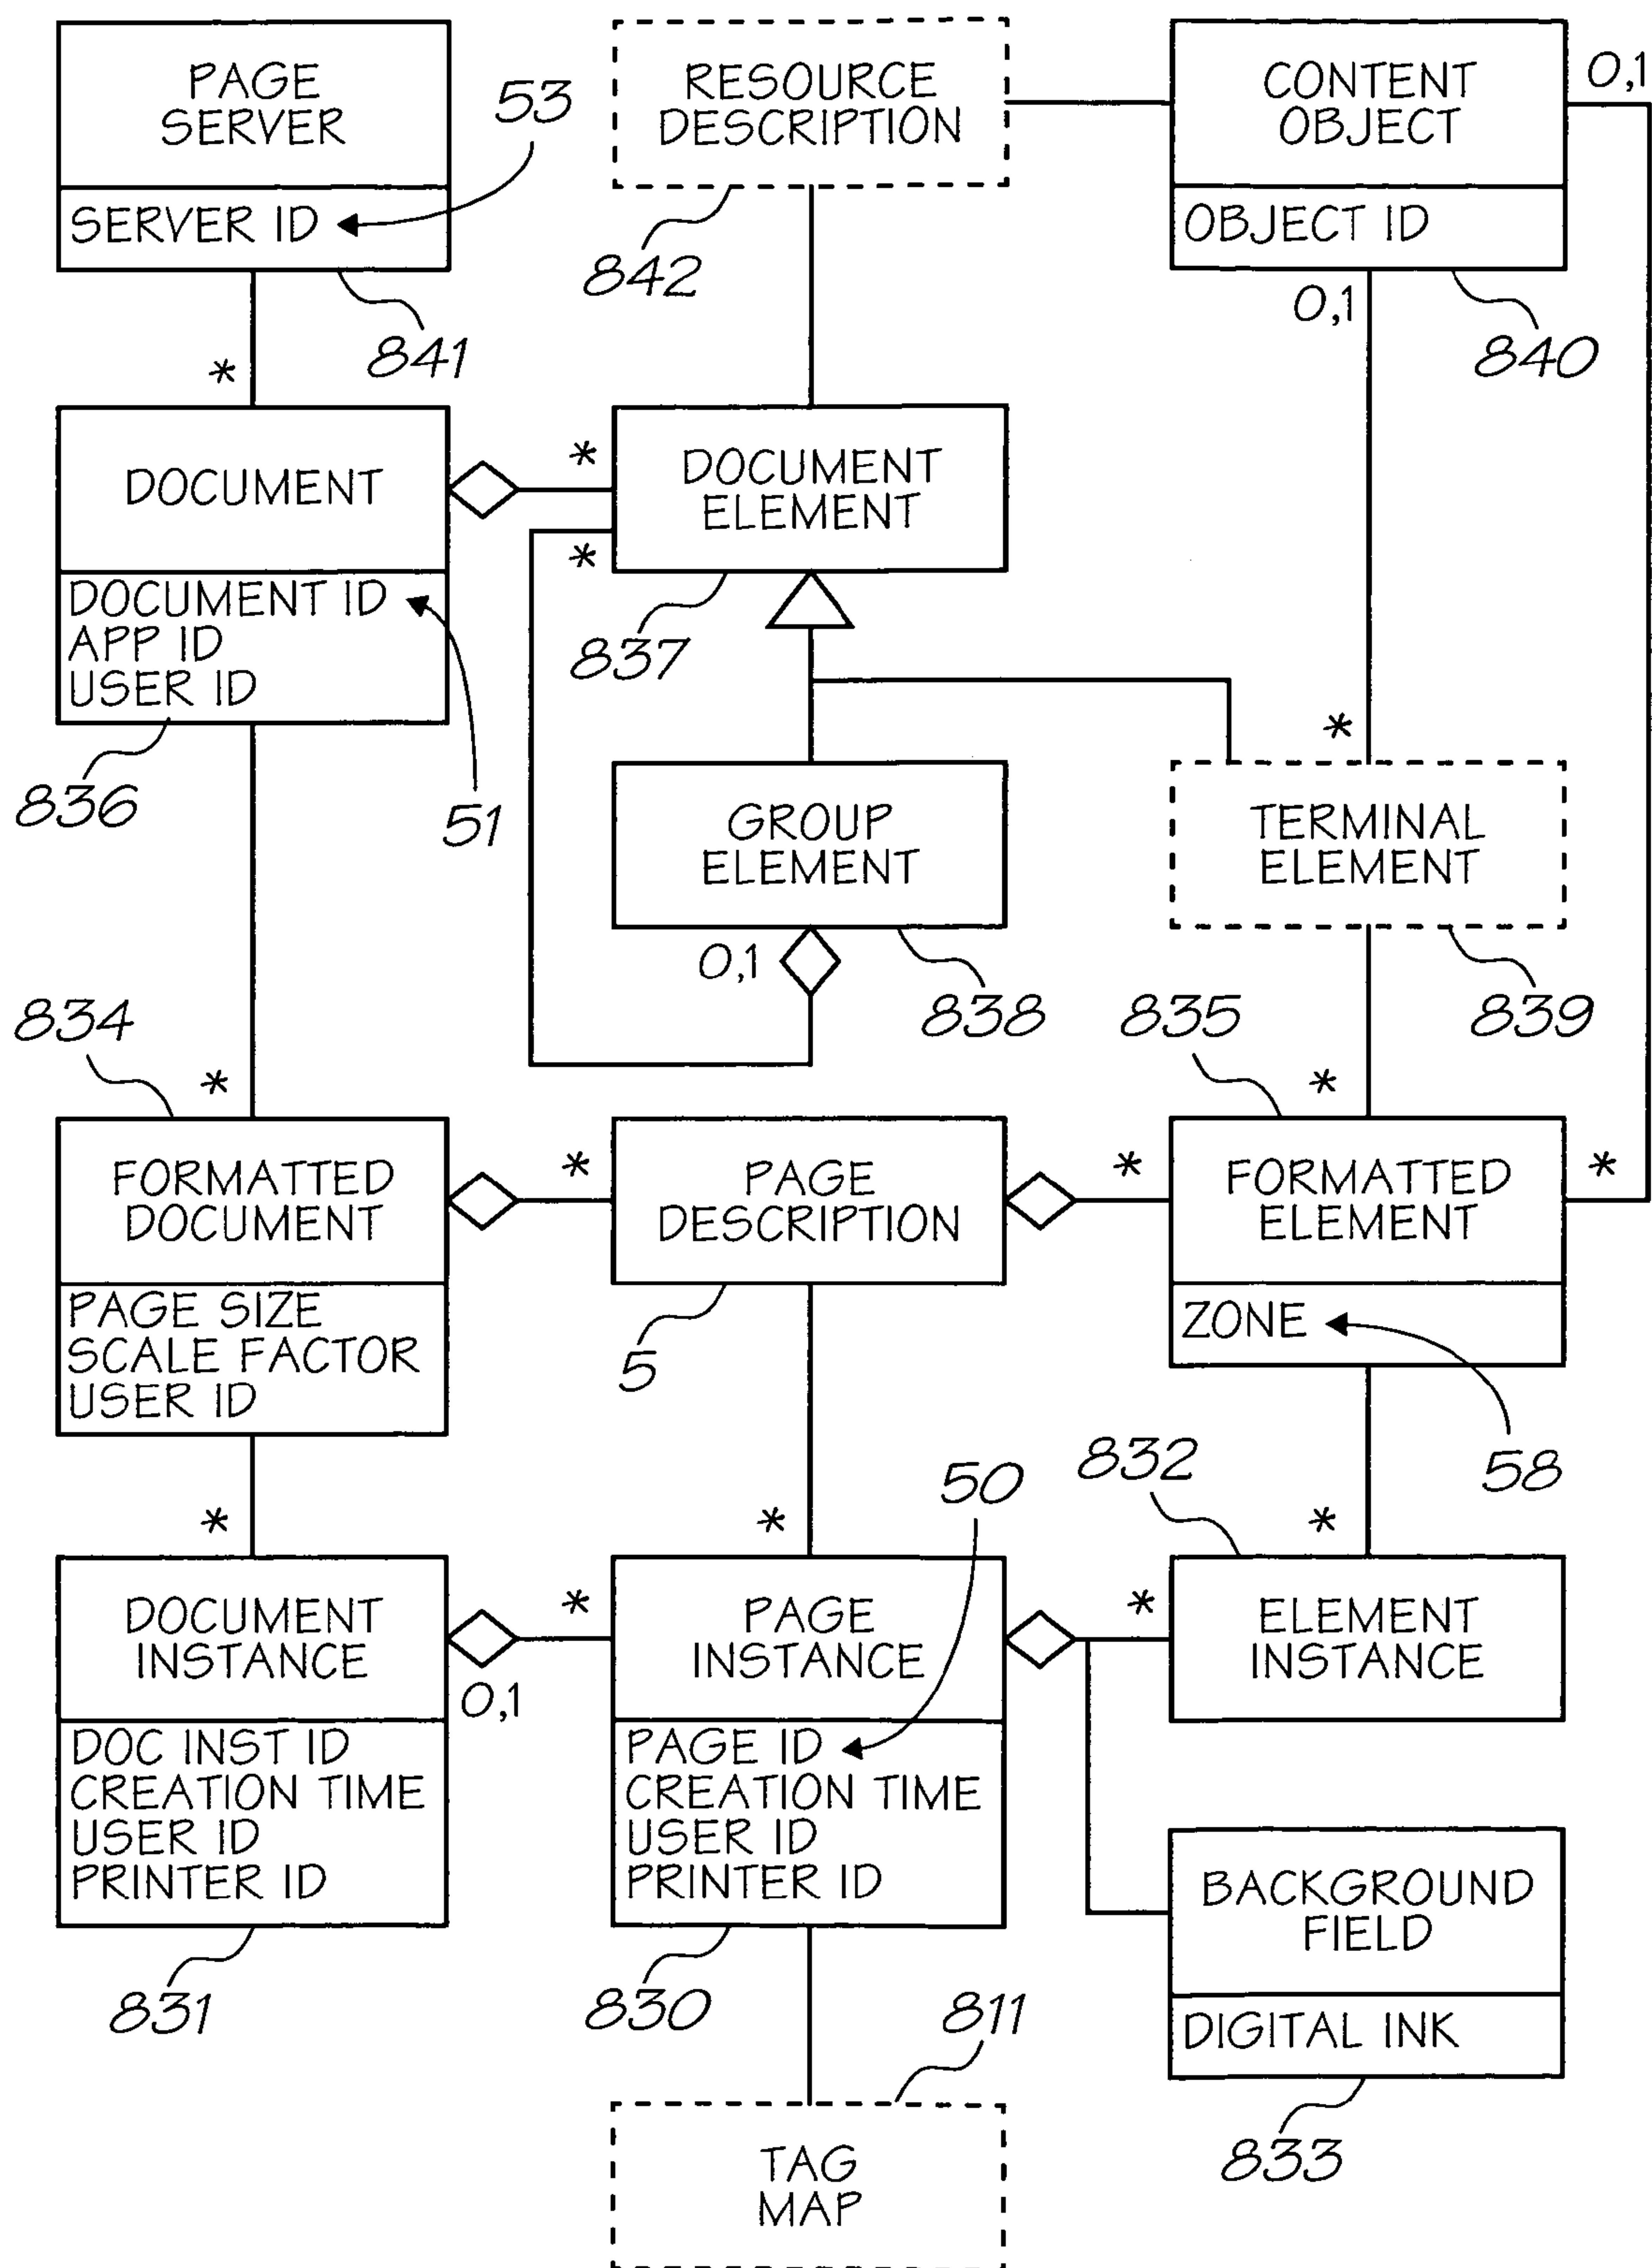 PAGE
SERVER
SERVER ID
53
841
RESOURCE
DESCRIPTION
842
CONTENT
OBJECT
OBJECT ID
0,1
0,1
840
*
DOCUMENT
DOCUMENT ID
APP ID
USER ID
836
51
*
*
DOCUMENT
ELEMENT
837
GROUP
ELEMENT
0,1
838
*
TERMINAL
ELEMENT
839
834
*
FORMATTED
DOCUMENT
PAGE SIZE
SCALE FACTOR
USER ID
*
PAGE
DESCRIPTION
5
835
*
*
FORMATTED
ELEMENT
*
ZONE
58
*
DOCUMENT
INSTANCE
0,1
DOC INST ID
CREATION TIME
USER ID
PRINTER ID
831
*
*
50
PAGE
INSTANCE
PAGE ID
CREATION TIME
USER ID
PRINTER ID
830
832
*
*
ELEMENT
INSTANCE
BACKGROUND
FIELD
DIGITAL INK
833
811
TAG
MAP